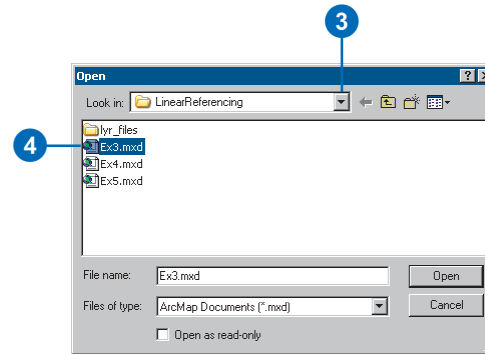 3
Open
Look in: LinearReferencing
lyr_files
4
Ex3.mxd
Ex4.mxd
Ex5.mxd
File name: Ex3.mxd Open
Files of type: ArcMap Documents (*.mxd) Cancel
Open as read-only